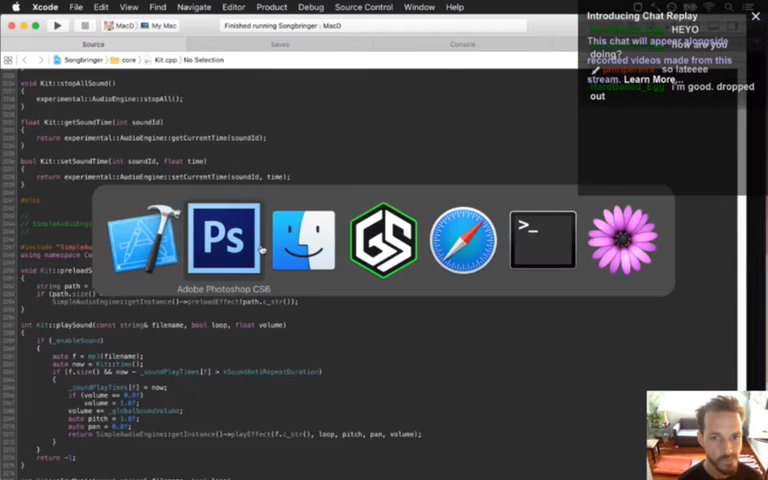 Xcode File Edit View Find Navigate Editor Product Debug Source Control Window Help
MacD My Mac Finished running Songbringer : MacD
Source Saves Console
Songbringer core Kit.cpp No Selection
void Kit::stopAllSound()
{
experimental::AudioEngine::stopAll();
}
float Kit::getSoundTime(int soundId)
{
return experimental::AudioEngine::getCurrentTime(soundId);
}
bool Kit::setSoundTime(int soundId, float time)
{
return experimental::AudioEngine::setCurrentTime(soundId, time);
}
#else
//
#include
using namespace
void Kit::
{
string path =
if (path.size()
SimpleAudioEngine::getInstance()->preloadEffect(path.c_str());
}
int Kit::playSound(const string& filename, bool loop, float volume)
{
if (_enableSound)
{
auto f = mp3(filename);
auto now = Kit::time();
if (f.size() && now - _soundPlayTimes[f] > kSoundAntiRepeatDuration)
{
_soundPlayTimes[f] = now;
if (volume == 0.0f)
volume = 1.0f;
volume *= _globalSoundVolume;
auto pitch = 1.0f;
auto pan = 0.0f;
return SimpleAudioEngine::getInstance()->playEffect(f.c_str(), loop, pitch, pan, volume);
}
}
return -1;
}
Ps
GS
>_
Adobe Photoshop CS6
Introducing Chat Replay
HEYO
This chat will appear alongside
how are you
doing?
recorded videos made from this
so lateeee
stream. Learn More...
HardBoiled_Egg: i'm good. dropped
out